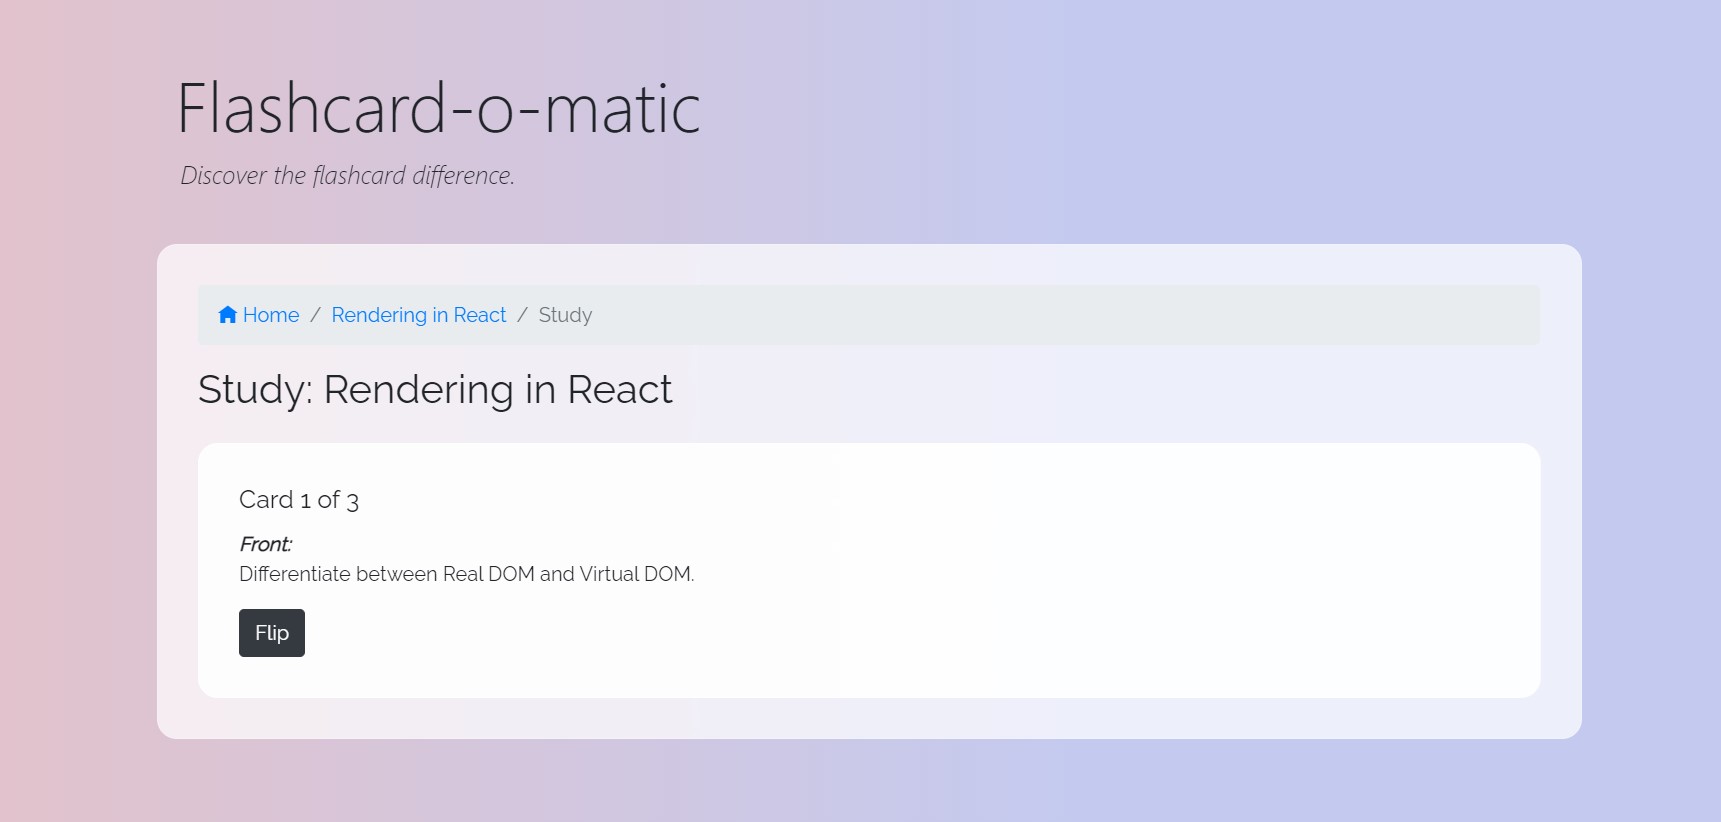 Flashcard-o-matic
Discover the flashcard difference.
Home / Rendering in React / Study
Study: Rendering in React
Card 1 of 3
Front:
Differentiate between Real DOM and Virtual DOM.
Flip